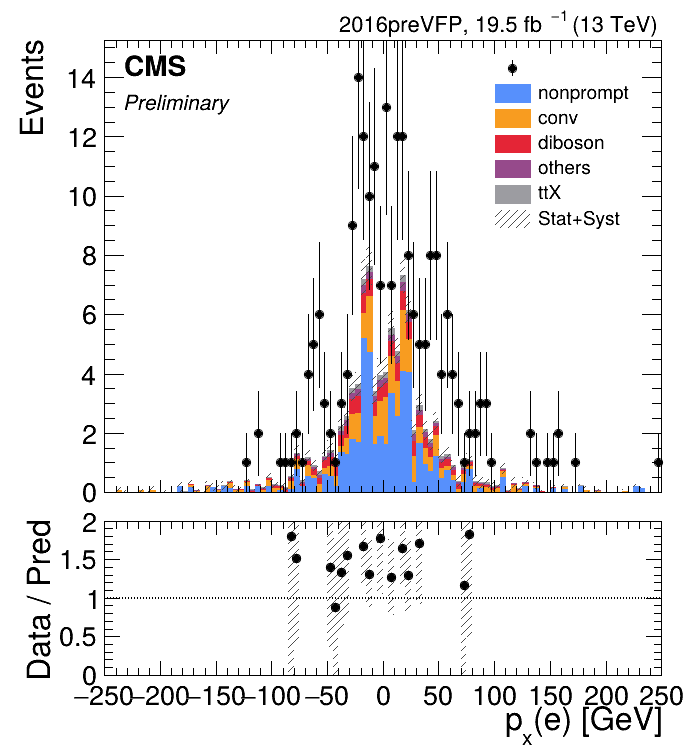 2016preVFP, 19.5 fb⁻¹ (13 TeV)
CMS
Preliminary
Events
14
12
10
8
6
4
2
0
nonprompt
conv
diboson
others
ttX
Stat+Syst
Data / Pred
2
1.5
1
0.5
0
−250 −200 −150 −100 −50 0 50 100 150 200 250
pₓ(e) [GeV]